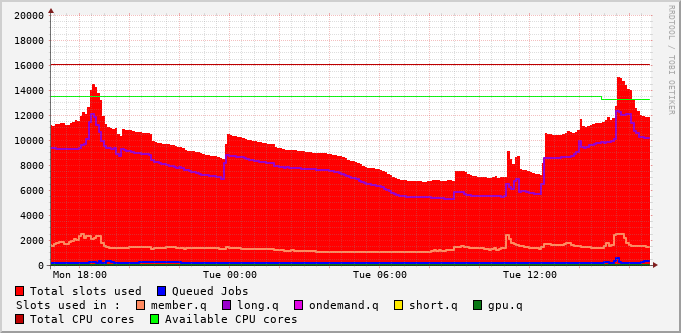 20000
18000
16000
14000
12000
10000
8000
6000
4000
2000
0
Mon 18:00 Tue 00:00 Tue 06:00 Tue 12:00
Total slots used Queued Jobs
Slots used in : member.q long.q ondemand.q short.q gpu.q
Total CPU cores Available CPU cores
RRDTOOL / TOBI OETIKER